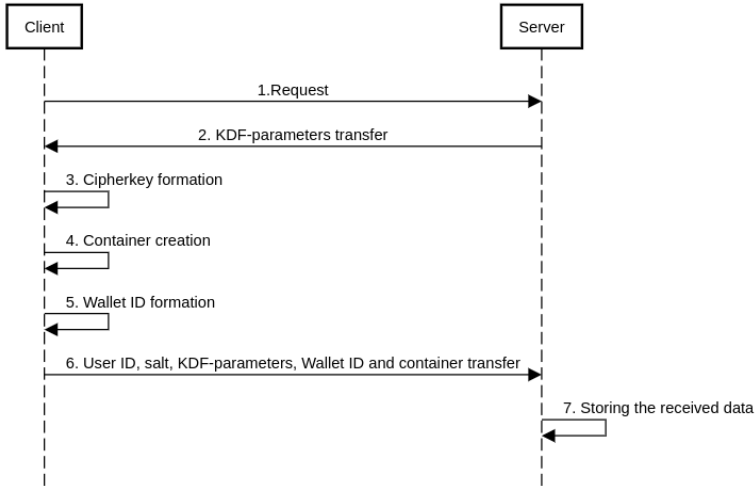 Client
Server
1.Request
2. KDF-parameters transfer
3. Cipherkey formation
4. Container creation
5. Wallet ID formation
6. User ID, salt, KDF-parameters, Wallet ID and container transfer
7. Storing the received data